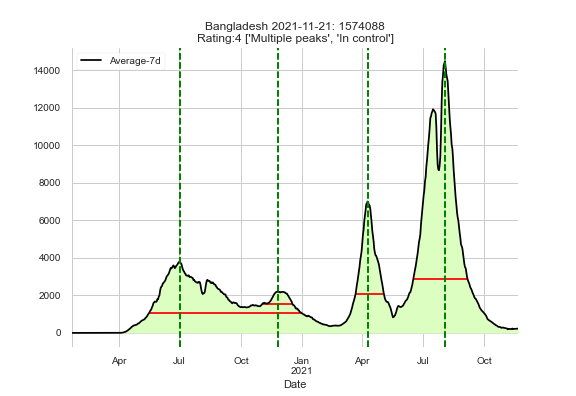 Bangladesh 2021-11-21: 1574088
Rating:4 ['Multiple peaks', 'In control']
Average-7d
14000
12000
10000
8000
6000
4000
2000
0
Apr Jul Oct Jan Apr Jul Oct
2021
Date